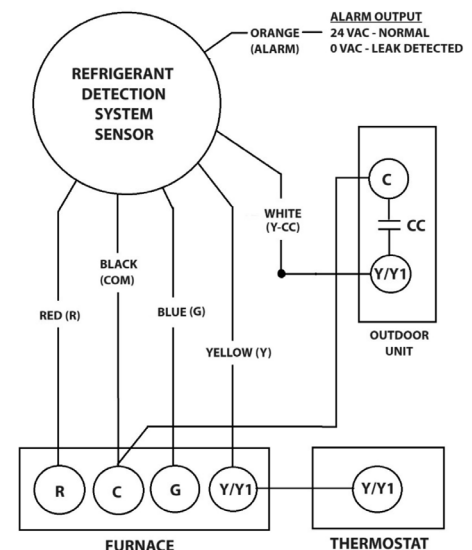 ALARM OUTPUT
ORANGE
(ALARM)
24 VAC - NORMAL
0 VAC - LEAK DETECTED
REFRIGERANT
DETECTION
SYSTEM
SENSOR
C
CC
Y/Y1
OUTDOOR
UNIT
WHITE
(Y-CC)
BLACK
(COM)
RED (R)
BLUE (G)
YELLOW (Y)
R
C
G
Y/Y1
FURNACE
Y/Y1
THERMOSTAT